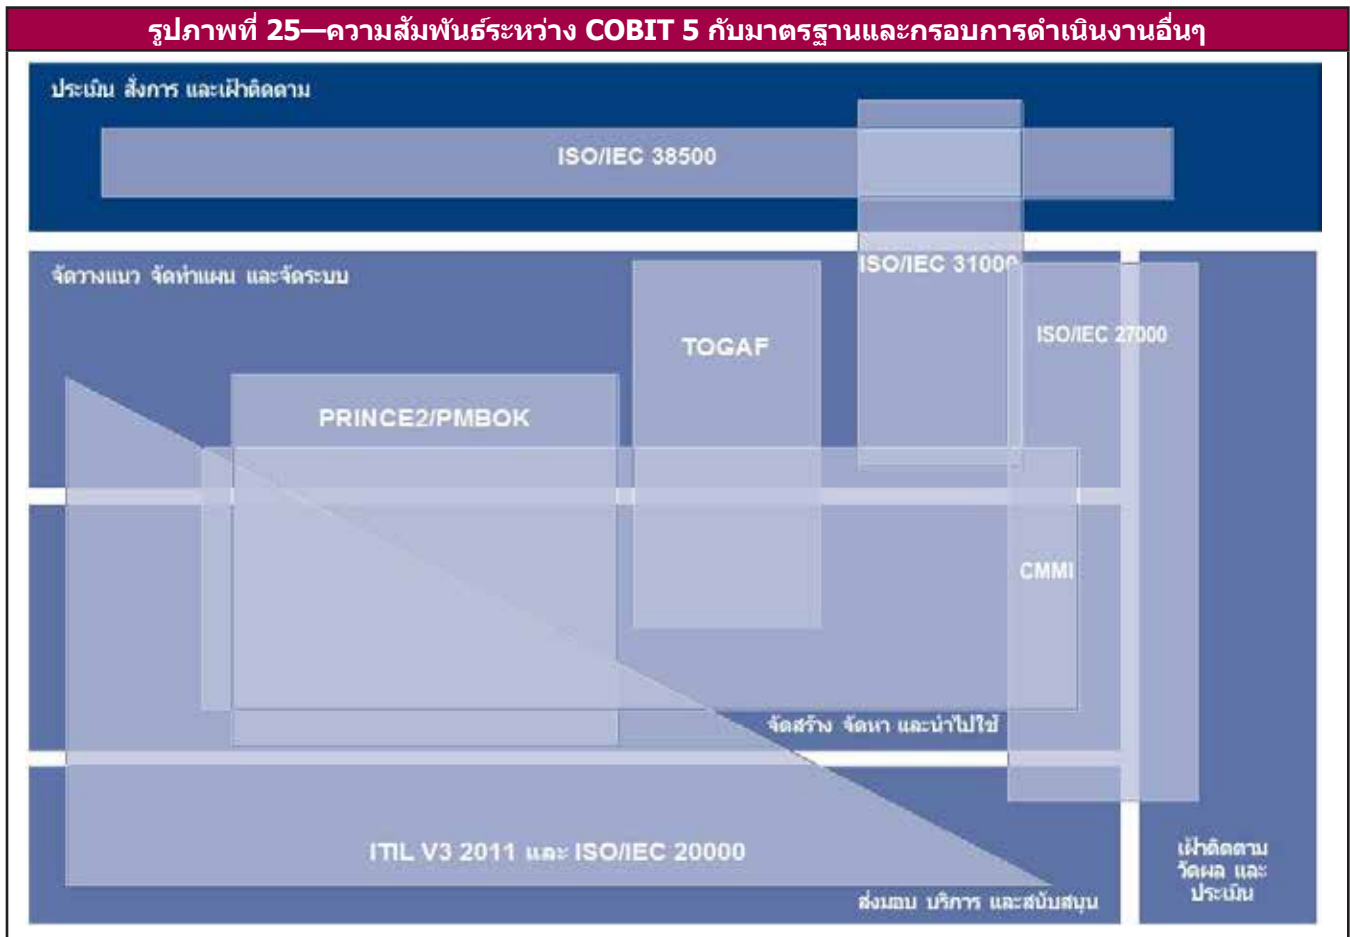 รูปภาพที่ 25—ความสัมพันธ์ระหว่าง COBIT 5 กับมาตรฐานและกรอบการดำเนินงานอื่นๆ
ประเมิน สั่งการ และเฝ้าติดตาม
ISO/IEC 38500
จัดวางแนว จัดทำแผน และจัดระบบ
ISO/IEC 31000
ISO/IEC 27000
TOGAF
PRINCE2/PMBOK
CMMI
จัดสร้าง จัดหา และนำไปใช้
ITIL V3 2011 และ ISO/IEC 20000
ส่งมอบ บริการ และสนับสนุน
เฝ้าติดตาม
วัดผล และ
ประเมิน